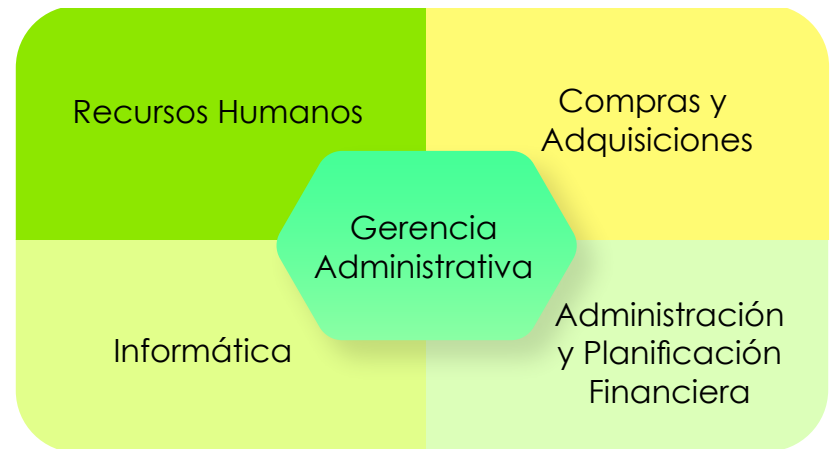 Recursos Humanos
Compras y
Adquisiciones
Gerencia
Administrativa
Informática
Administración
y Planificación
Financiera